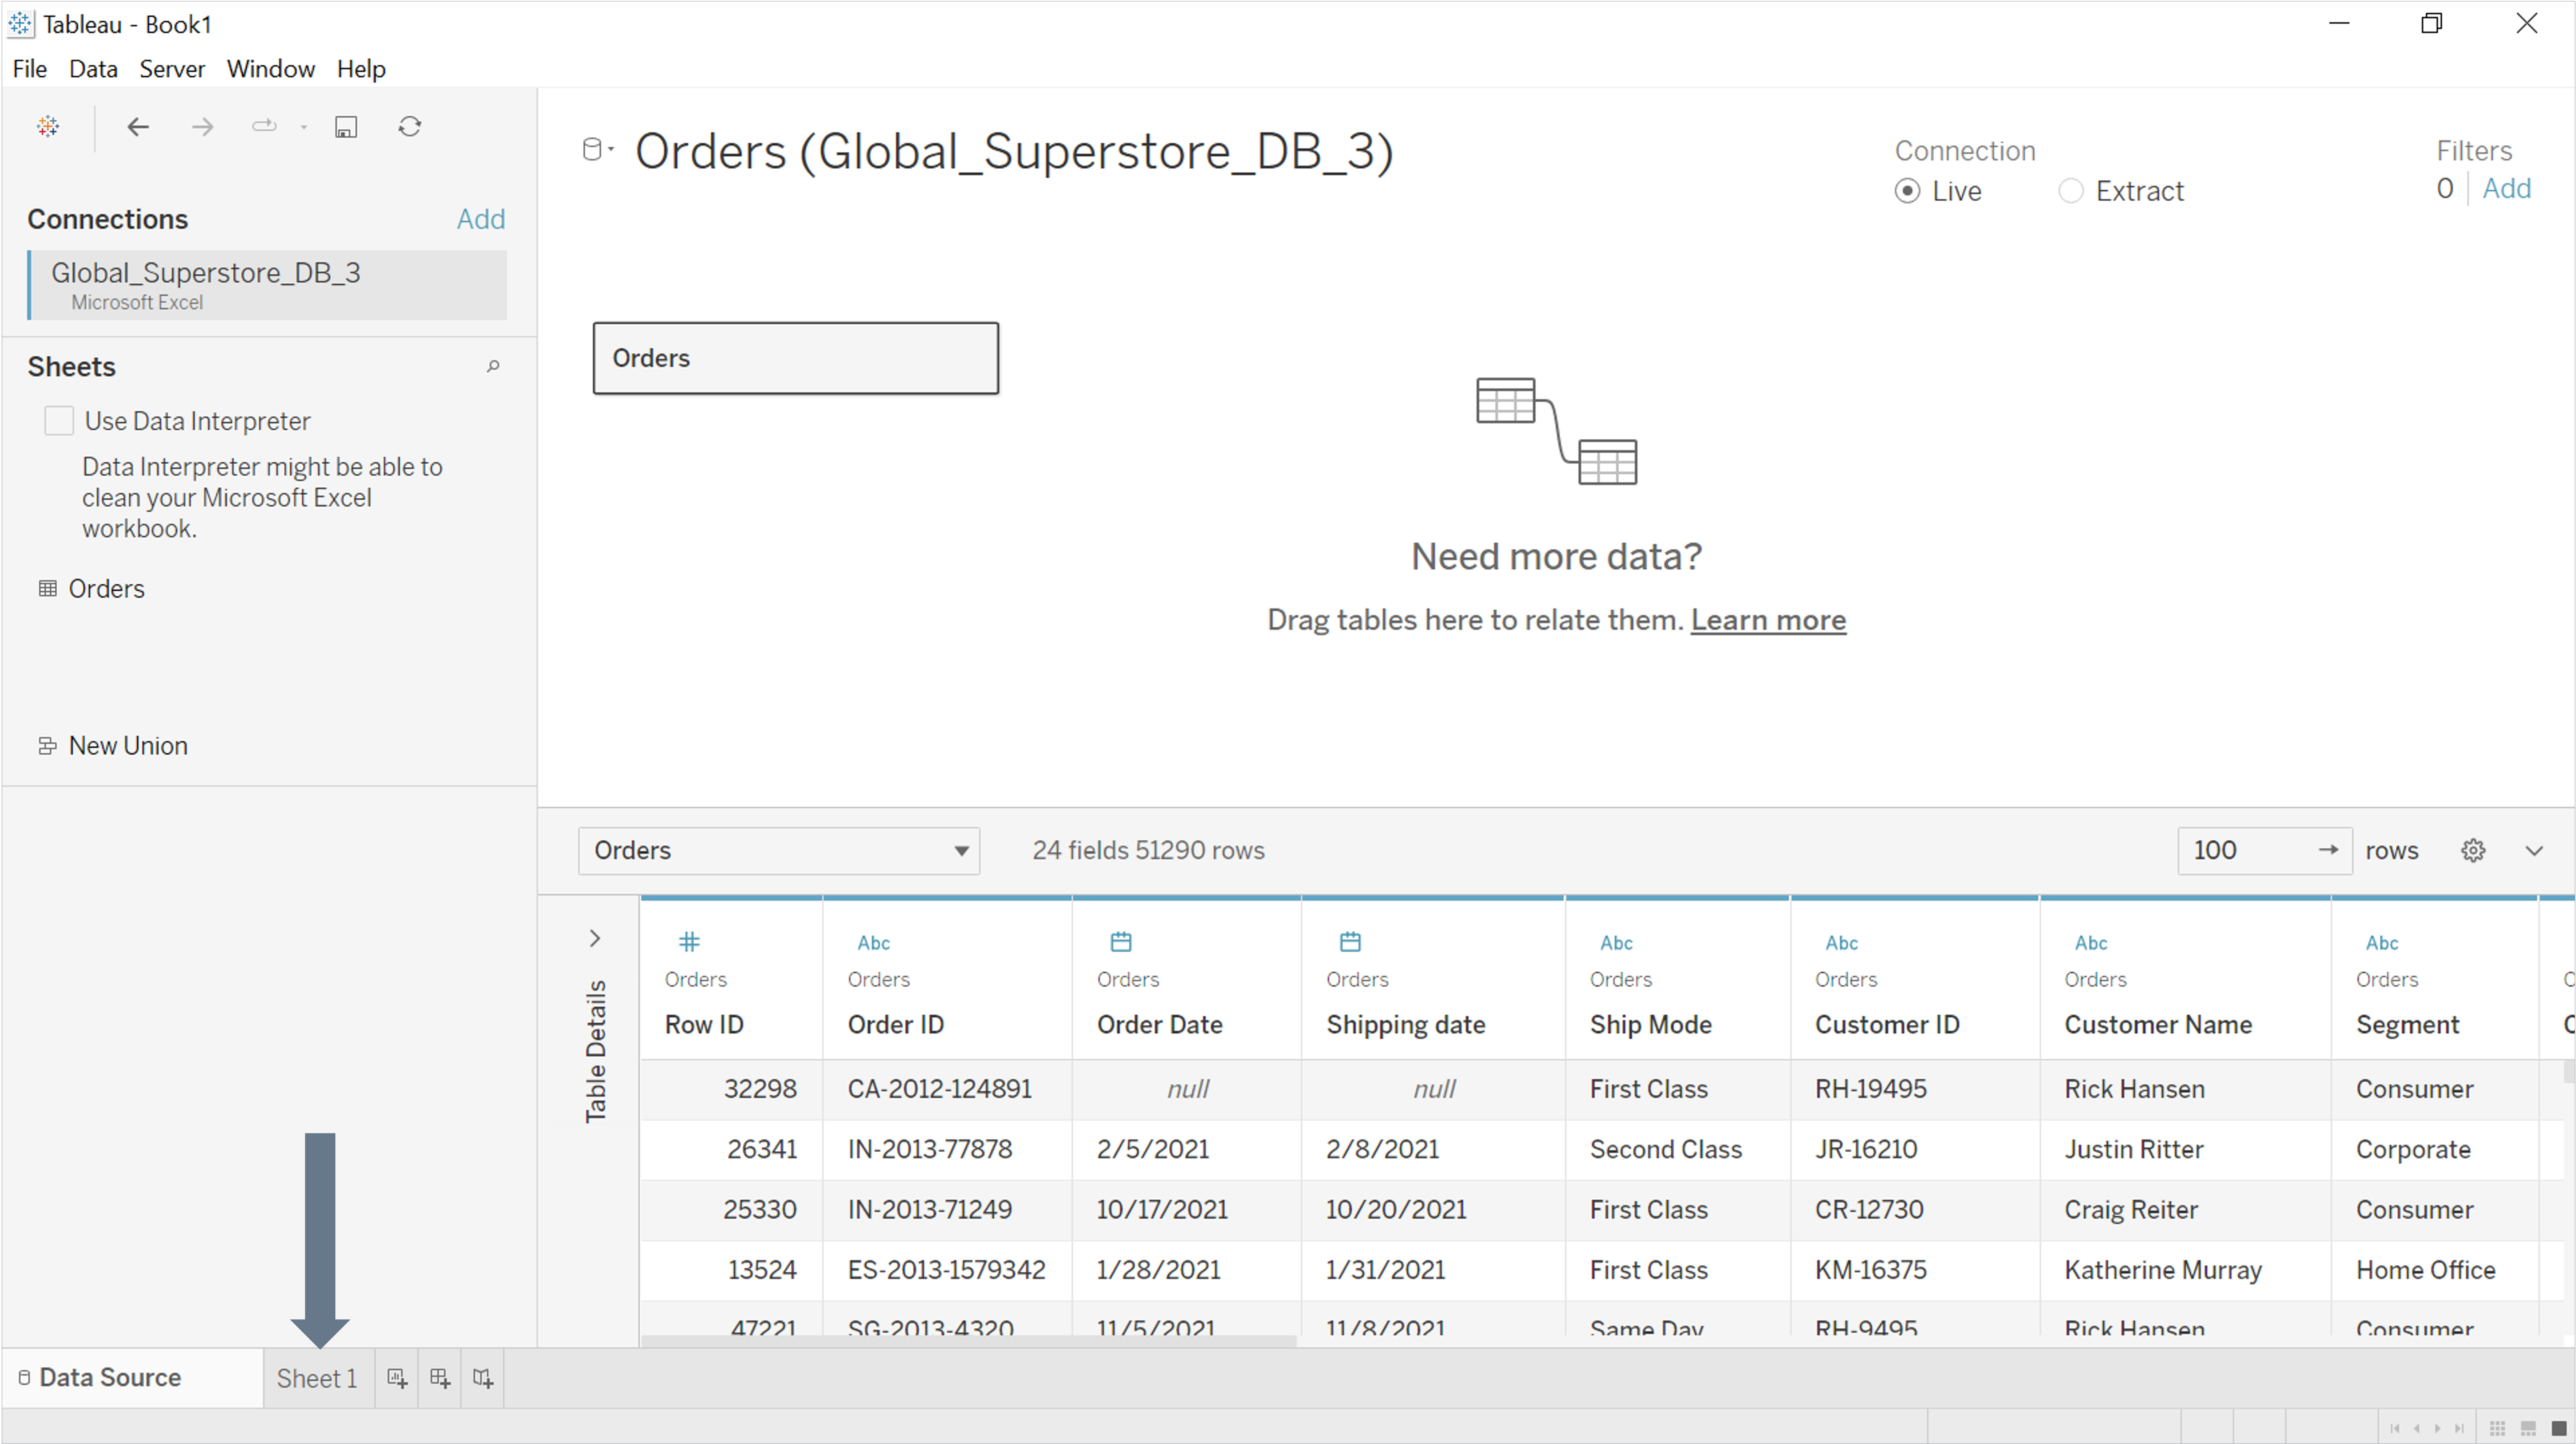 Tableau - Book1
File Data Server Window Help
Connections Add
Global_Superstore_DB_3
Microsoft Excel
Sheets
Use Data Interpreter
Data Interpreter might be able to
clean your Microsoft Excel
workbook.
Orders
New Union
Orders (Global_Superstore_DB_3)
Connection
Live Extract
Filters
0 Add
Orders
Need more data?
Drag tables here to relate them. Learn more
Orders 24 fields 51290 rows 100 rows
Table Details
# Abc Abc Abc Abc Abc
Orders Orders Orders Orders Orders Orders Orders Orders
Row ID Order ID Order Date Shipping date Ship Mode Customer ID Customer Name Segment
32298 CA-2012-124891 null null First Class RH-19495 Rick Hansen Consumer
26341 IN-2013-77878 2/5/2021 2/8/2021 Second Class JR-16210 Justin Ritter Corporate
25330 IN-2013-71249 10/17/2021 10/20/2021 First Class CR-12730 Craig Reiter Consumer
13524 ES-2013-1579342 1/28/2021 1/31/2021 First Class KM-16375 Katherine Murray Home Office
47221 SG-2013-4320 11/5/2021 11/8/2021 Same Day RH-9495 Rick Hansen Consumer
Data Source Sheet 1